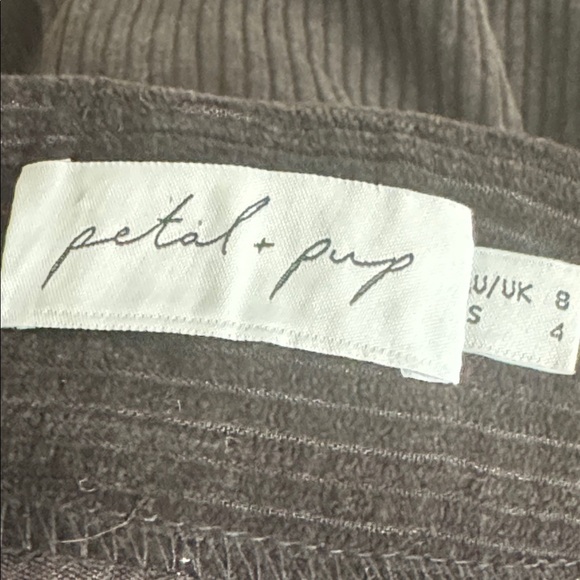 petal + pup
U/UK 8
S 4